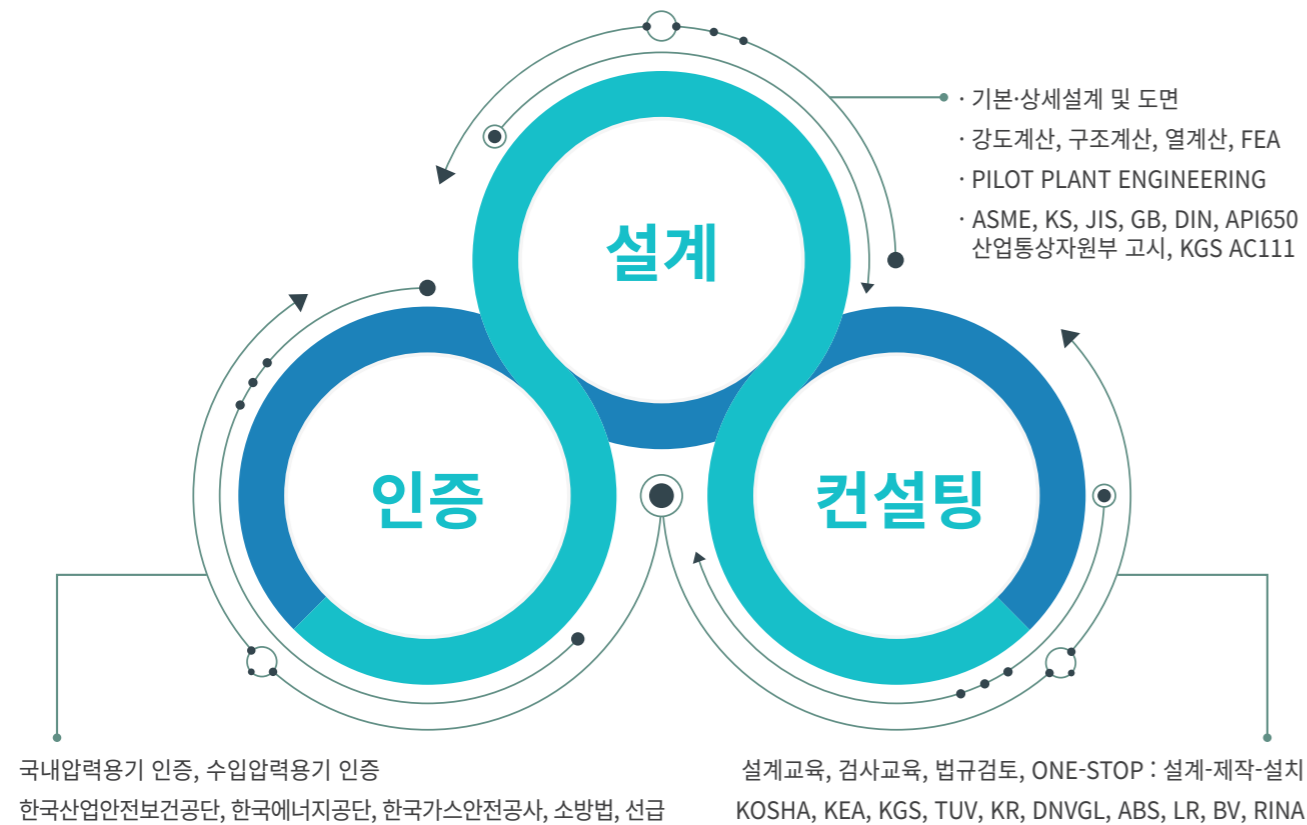 설계
· 기본·상세설계 및 도면
· 강도계산, 구조계산, 열계산, FEA
· PILOT PLANT ENGINEERING
· ASME, KS, JIS, GB, DIN, API650
산업통상자원부 고시, KGS AC111
인증
컨설팅
국내압력용기 인증, 수입압력용기 인증
한국산업안전보건공단, 한국에너지공단, 한국가스안전공사, 소방법, 선급
설계교육, 검사교육, 법규검토, ONE-STOP : 설계-제작-설치
KOSHA, KEA, KGS, TUV, KR, DNVGL, ABS, LR, BV, RINA